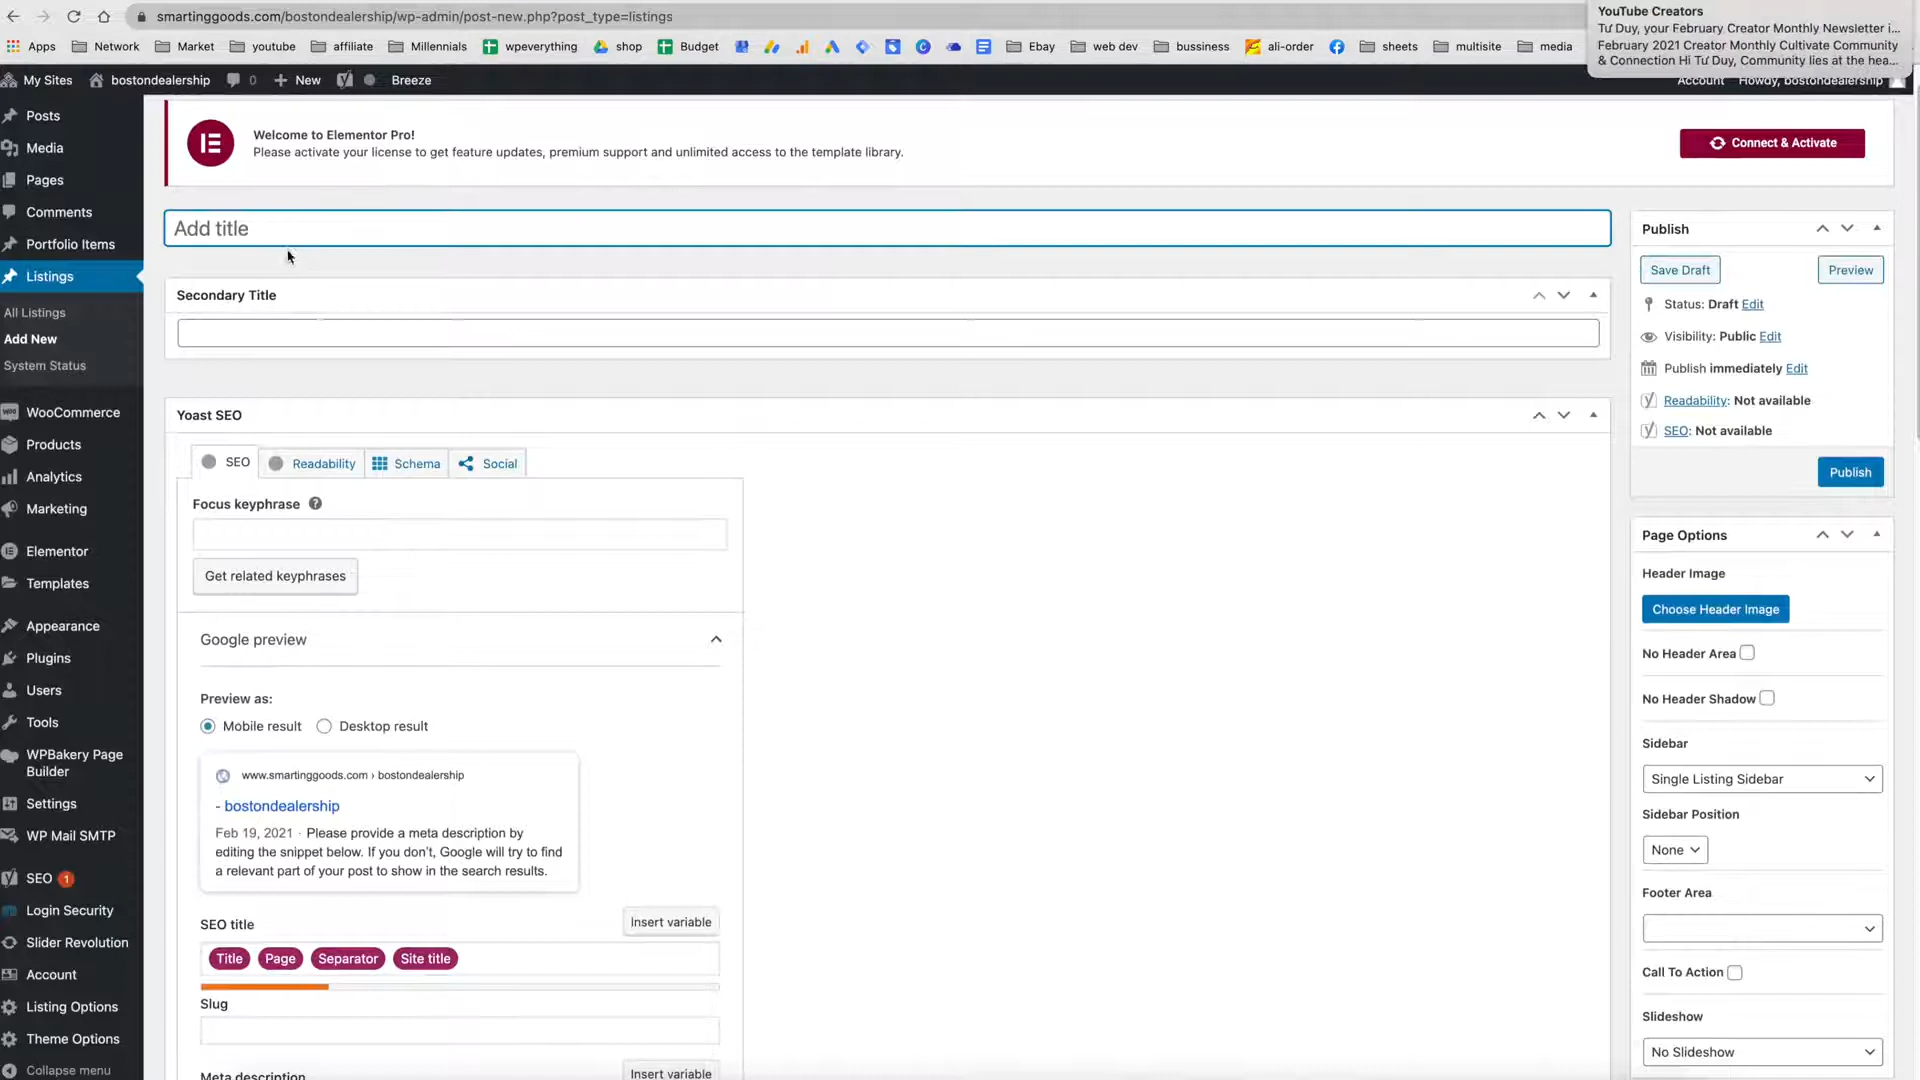 smartinggoods.com/bostondealership/wp-admin/post-new.php?post_type=listings
YouTube Creators
Tư Duy, your February Creator Monthly Newsletter i...
February 2021 Creator Monthly Cultivate Community
& Connection Hi Tư Duy, Community lies at the hea...
Apps Network Market youtube affiliate Millennials wpeverything shop Budget Ebay web dev bussiness ali-order sheets multisite media
My Sites bostondealership 0 New Breeze Account Howdy, bostondealership
Posts
Media
Pages
Comments
Portfolio Items
Listings
All Listings
Add New
System Status
WooCommerce
Products
Analytics
Marketing
Elementor
Templates
Appearance
Plugins
Users
Tools
WPBakery Page
Builder
Settings
WP Mail SMTP
SEO 1
Login Security
Slider Revolution
Account
Listing Options
Theme Options
Collapse menu
Welcome to Elementor Pro!
Please activate your license to get feature updates, premium support and unlimited access to the template library.
Connect & Activate
Add title
Secondary Title
Yoast SEO
SEO Readability Schema Social
Focus keyphrase ?
Get related keyphrases
Google preview
Preview as:
Mobile result Desktop result
www.smartinggoods.com › bostondealership
- bostondealership
Feb 19, 2021 · Please provide a meta description by
editing the snippet below. If you don't, Google will try to find
a relevant part of your post to show in the search results.
SEO title Insert variable
Title Page Separator Site title
Slug
Meta description Insert variable
Publish
Save Draft Preview
Status: Draft Edit
Visibility: Public Edit
Publish immediately Edit
Readability: Not available
SEO: Not available
Publish
Page Options
Header Image
Choose Header Image
No Header Area
No Header Shadow
Sidebar
Single Listing Sidebar
Sidebar Position
None
Footer Area
Call To Action
Slideshow
No Slideshow